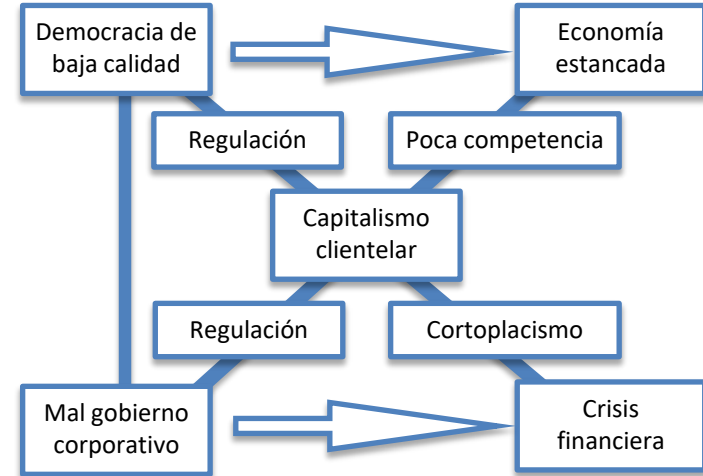 Democracia de
baja calidad
Economía
estancada
Regulación
Poca competencia
Capitalismo
clientelar
Regulación
Cortoplacismo
Mal gobierno
corporativo
Crisis
financiera